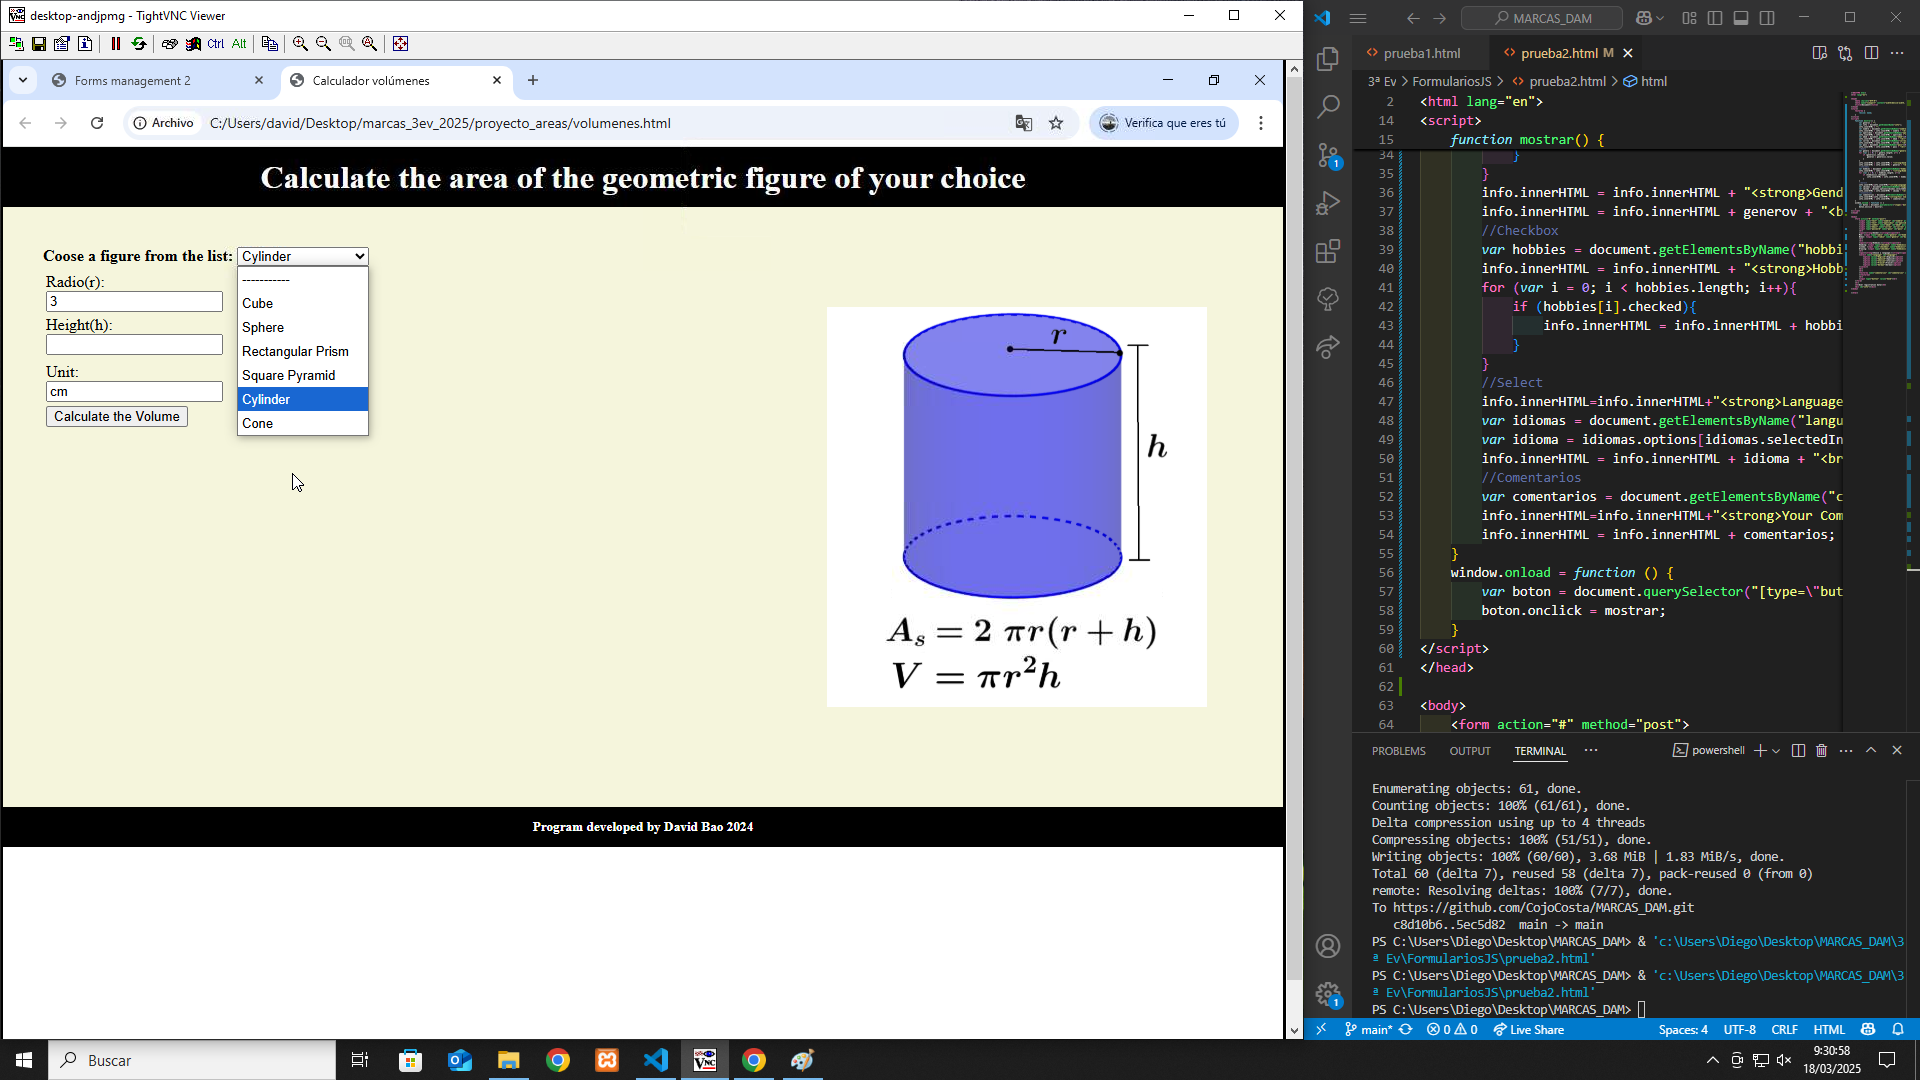 desktop-andjpmg - TightVNC Viewer
Ctrl Alt
Forms management 2
Calculador volúmenes
Archivo
C:/Users/david/Desktop/marcas_3ev_2025/proyecto_areas/volumenes.html
Verifica que eres tú
Calculate the area of the geometric figure of your choice
Coose a figure from the list:
Cylinder
-----------
Cube
Sphere
Rectangular Prism
Square Pyramid
Cylinder
Cone
Radio(r):
3
Height(h):
Unit:
cm
Calculate the Volume
r
h
A_s = 2 πr(r + h)
V = πr²h
Program developed by David Bao 2024
MARCAS_DAM
prueba1.html
prueba2.html M
3ª Ev > FormulariosJS > prueba2.html > html
2 <html lang="en">
14 <script>
15 function mostrar() {
34 }
35 }
36 info.innerHTML = info.innerHTML + "<strong>Gend
37 info.innerHTML = info.innerHTML + generov + "<b
38 //Checkbox
39 var hobbies = document.getElementsByName("hobbi
40 info.innerHTML = info.innerHTML + "<strong>Hobb
41 for (var i = 0; i < hobbies.length; i++){
42 if (hobbies[i].checked){
43 info.innerHTML = info.innerHTML + hobbi
44 }
45 }
46 //Select
47 info.innerHTML=info.innerHTML+"<strong>Language
48 var idiomas = document.getElementsByName("langu
49 var idioma = idiomas.options[idiomas.selectedIn
50 info.innerHTML = info.innerHTML + idioma + "<br
51 //Comentarios
52 var comentarios = document.getElementsByName("c
53 info.innerHTML=info.innerHTML+"<strong>Your Com
54 info.innerHTML = info.innerHTML + comentarios;
55 }
56 window.onload = function () {
57 var boton = document.querySelector("[type=\"but
58 boton.onclick = mostrar;
59 }
60 </script>
61 </head>
62
63 <body>
64 <form action="#" method="post">
PROBLEMS OUTPUT TERMINAL ··· powershell
Enumerating objects: 61, done.
Counting objects: 100% (61/61), done.
Delta compression using up to 4 threads
Compressing objects: 100% (51/51), done.
Writing objects: 100% (60/60), 3.68 MiB | 1.83 MiB/s, done.
Total 60 (delta 7), reused 58 (delta 7), pack-reused 0 (from 0)
remote: Resolving deltas: 100% (7/7), done.
To https://github.com/CojoCosta/MARCAS_DAM.git
c8d10b6..5ec5d82 main -> main
PS C:\Users\Diego\Desktop\MARCAS_DAM> & 'c:\Users\Diego\Desktop\MARCAS_DAM\3
ª Ev\FormulariosJS\prueba2.html'
PS C:\Users\Diego\Desktop\MARCAS_DAM> & 'c:\Users\Diego\Desktop\MARCAS_DAM\3
ª Ev\FormulariosJS\prueba2.html'
PS C:\Users\Diego\Desktop\MARCAS_DAM>
main* 0 0 Live Share Spaces: 4 UTF-8 CRLF HTML
1
1
Buscar
9:30:58
18/03/2025